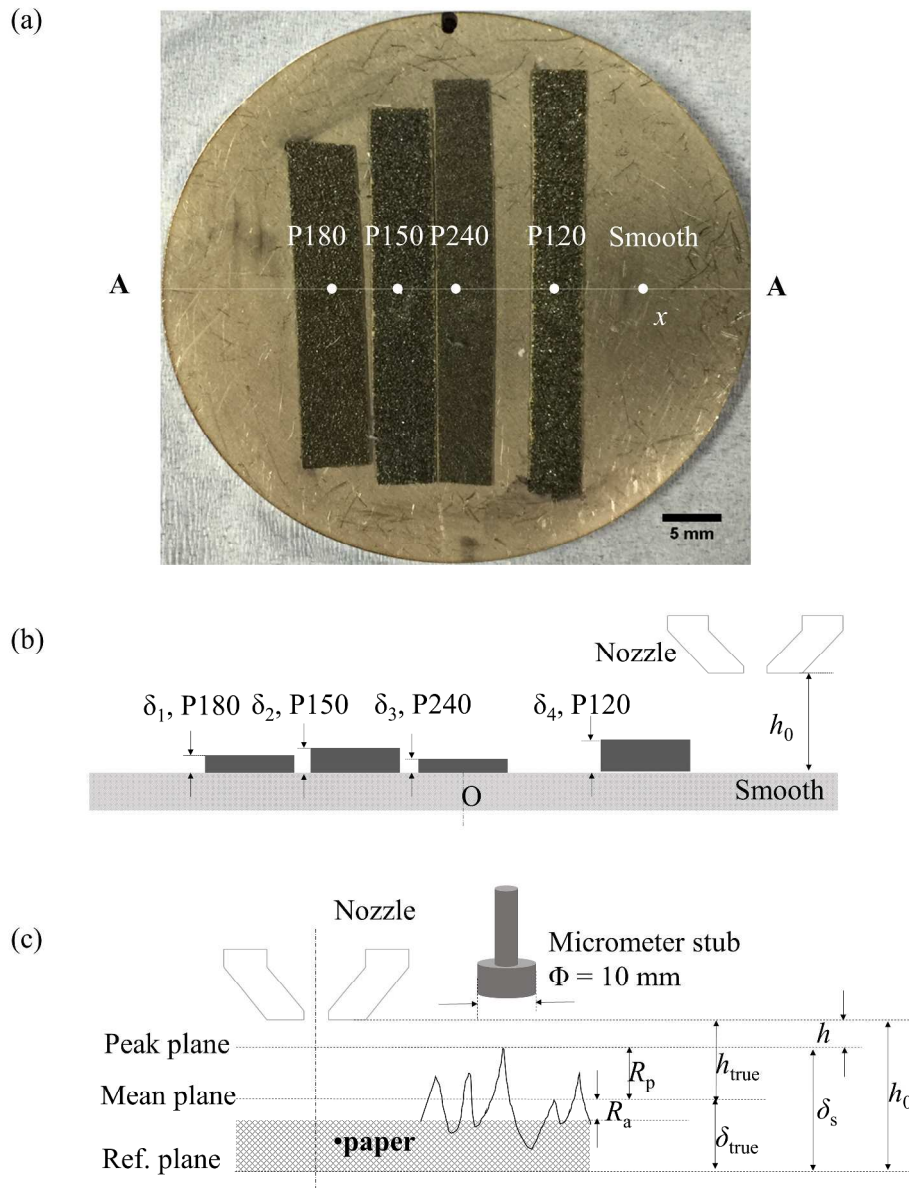 (a)
P180 P150 P240 P120 Smooth
A A
x
5 mm
(b)
Nozzle
δ1, P180 δ2, P150 δ3, P240 δ4, P120
h0
O Smooth
(c)
Nozzle
Micrometer stub
Φ = 10 mm
Peak plane
h
Rp
htrue
h0
Mean plane
Ra
δs
•paper
δtrue
Ref. plane